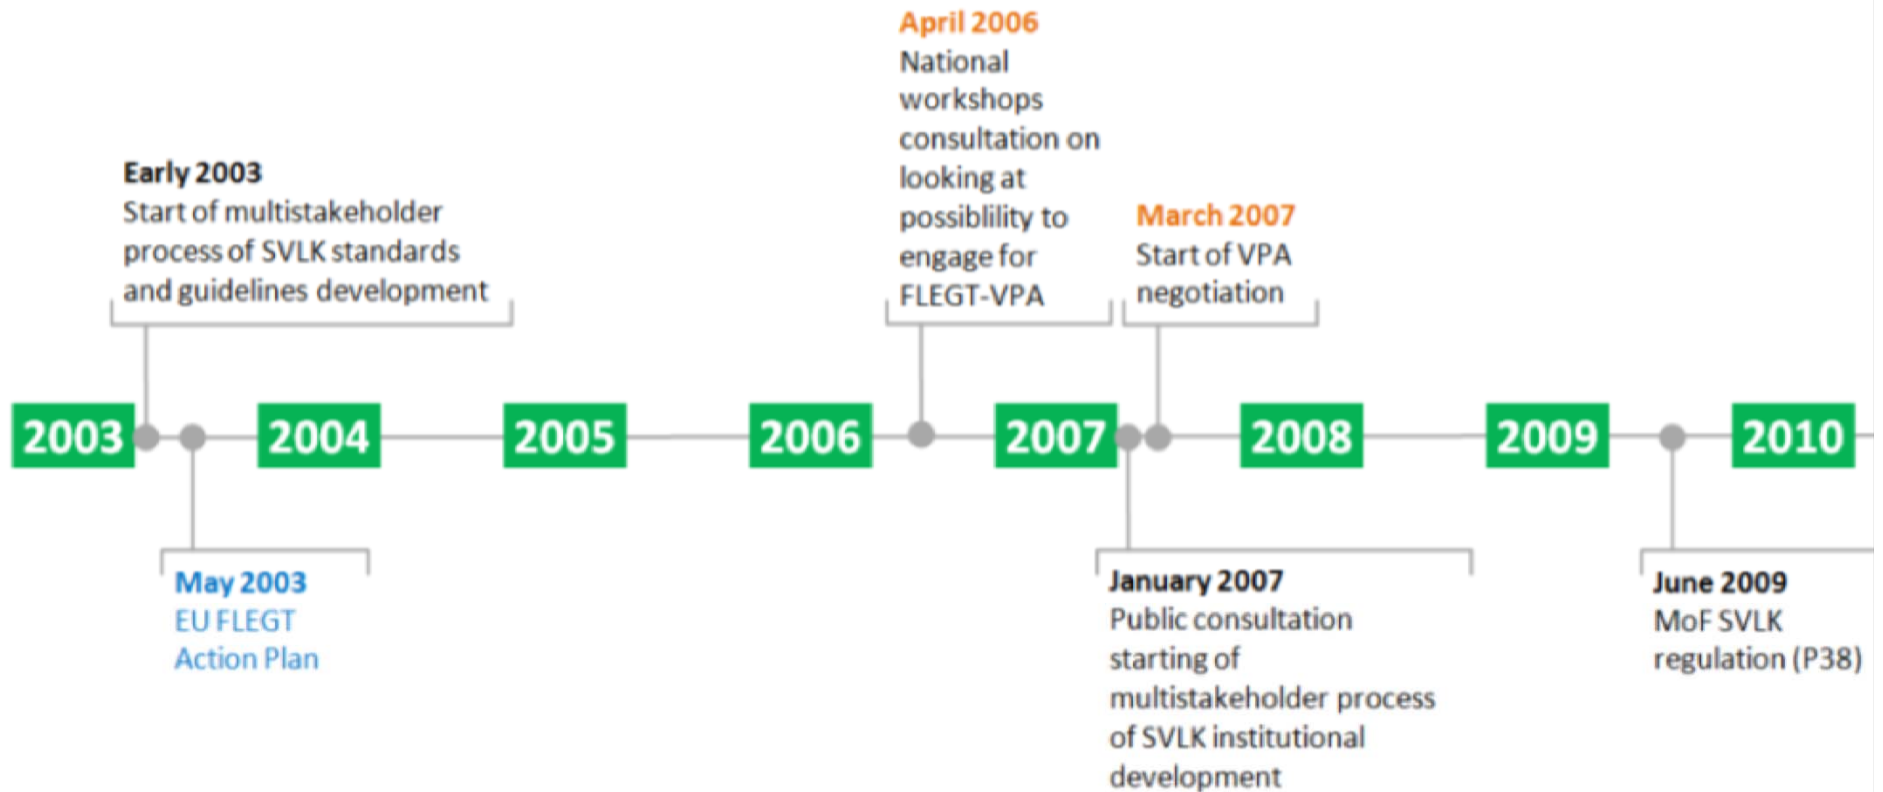 April 2006
National
workshops
consultation on
looking at
possiblility to
engage for
FLEGT-VPA
Early 2003
Start of multistakeholder
process of SVLK standards
and guidelines development
March 2007
Start of VPA
negotiation
2003 2004 2005 2006 2007 2008 2009 2010
May 2003
EU FLEGT
Action Plan
January 2007
Public consultation
starting of
multistakeholder process
of SVLK institutional
development
June 2009
MoF SVLK
regulation (P38)